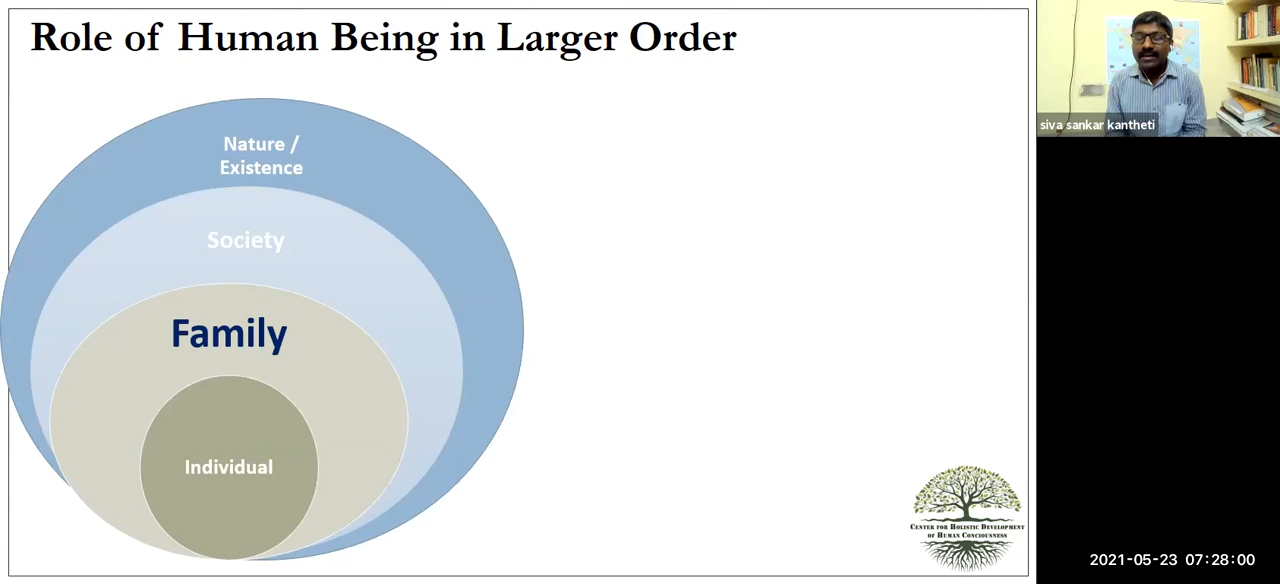 Role of Human Being in Larger Order
siva sankar kantheti
Nature /
Existence
Society
Family
Individual
CENTER FOR HOLISTIC DEVELOPMENT
OF HUMAN CONCIOUSNESS
2021-05-23 07:28:00